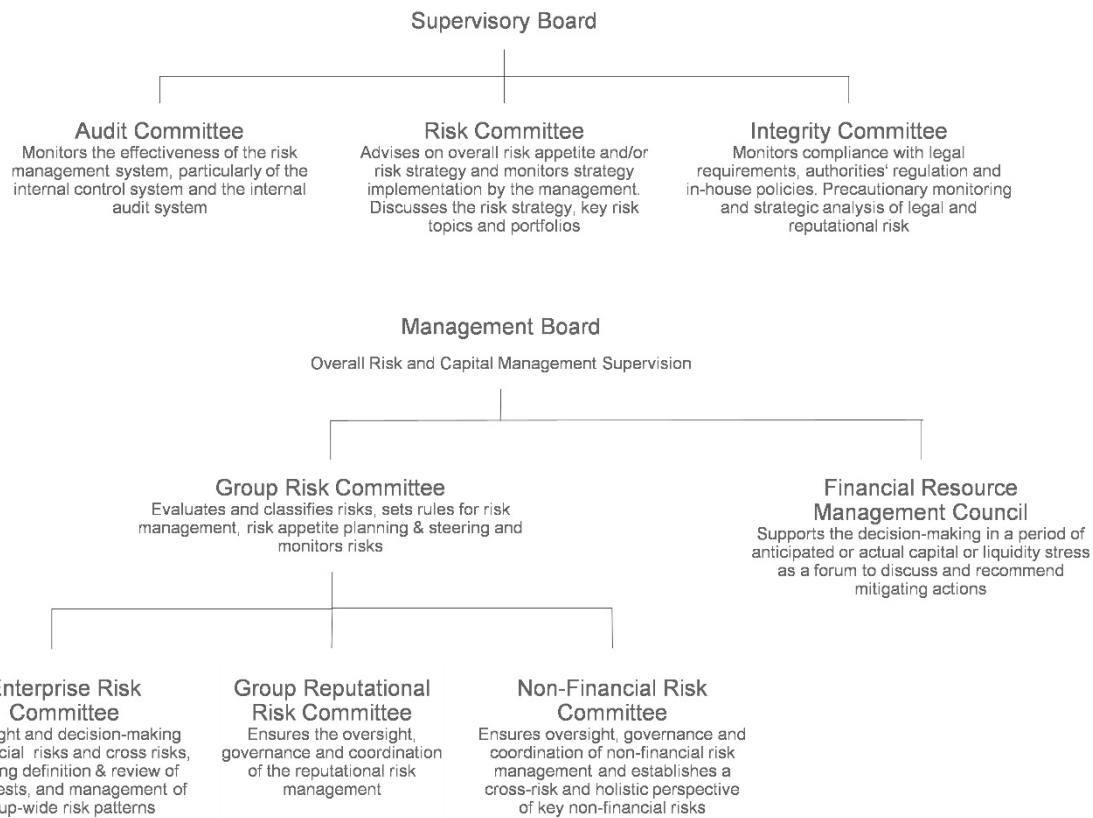 Supervisory Board
Audit Committee
Monitors the effectiveness of the risk
management system, particularly of the
internal control system and the internal
audit system
Risk Committee
Advises on overall risk appetite and/or
risk strategy and monitors strategy
implementation by the management.
Discusses the risk strategy, key risk
topics and portfolios
Integrity Committee
Monitors compliance with legal
requirements, authorities‘ regulation and
in-house policies. Precautionary monitoring
and strategic analysis of legal and
reputational risk
Management Board
Overall Risk and Capital Management Supervision
Group Risk Committee
Evaluates and classifies risks, sets rules for risk
management, risk appetite planning & steering and
monitors risks
Financial Resource
Management Council
Supports the decision-making in a period of
anticipated or actual capital or liquidity stress
as a forum to discuss and recommend
mitigating actions
Risk
Committee
and decision-making
risks and cross risks,
definition & review of
and management of
risk patterns
Group Reputational
Risk Committee
Ensures the oversight,
governance and coordination
of the reputational risk
management
Non-Financial Risk
Committee
Ensures oversight, governance and
coordination of non-financial risk
management and establishes a
cross-risk and holistic perspective
of key non-financial risks